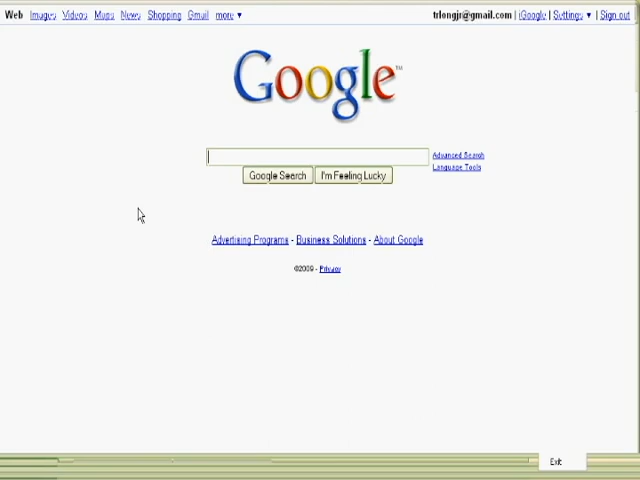 Web Images Videos Maps News Shopping Gmail more ▼ trlongjr@gmail.com | iGoogle | Settings ▼ | Sign out
Google™
Advanced Search
Language Tools
Google Search I'm Feeling Lucky
Advertising Programs - Business Solutions - About Google
©2009 - Privacy
Exit